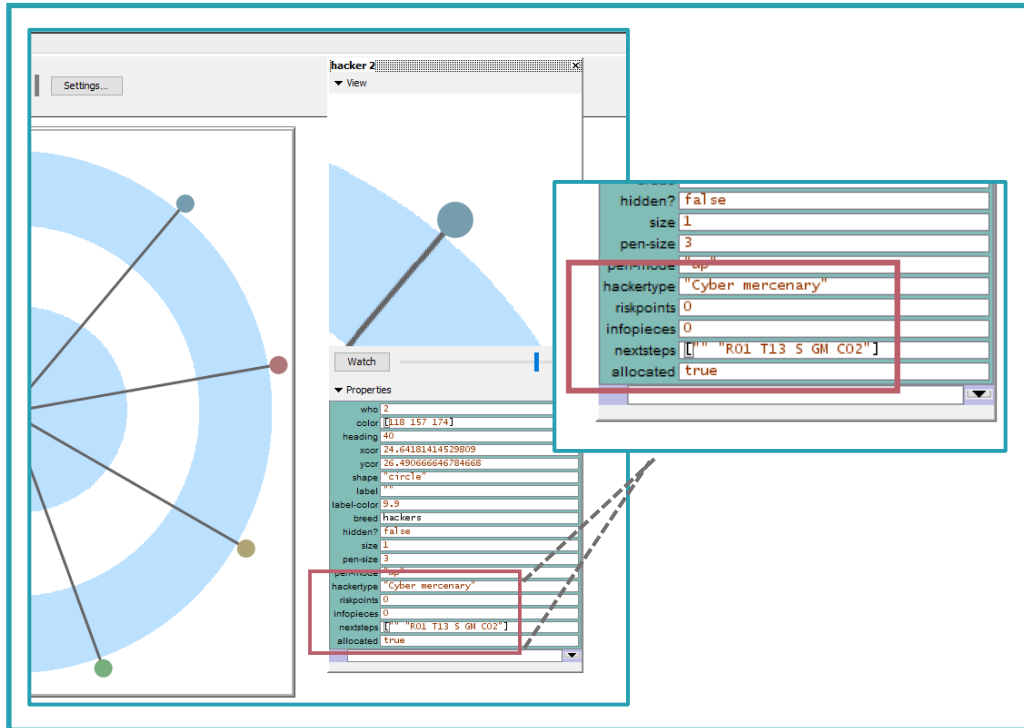 Settings...
hacker 2
View
Watch
Properties
who 2
color [118 157 174]
heading 40
xcor 24.64181414529809
ycor 26.490666646784668
shape "circle"
label ""
label-color 9.9
breed hackers
hidden? false
size 1
pen-size 3
pen-mode "up"
hackertype "Cyber mercenary"
riskpoints 0
infopieces 0
nextsteps ["" "R01 T13 S GM C02"]
allocated true
hidden? false
size 1
pen-size 3
pen-mode "up"
hackertype "Cyber mercenary"
riskpoints 0
infopieces 0
nextsteps ["" "R01 T13 S GM C02"]
allocated true